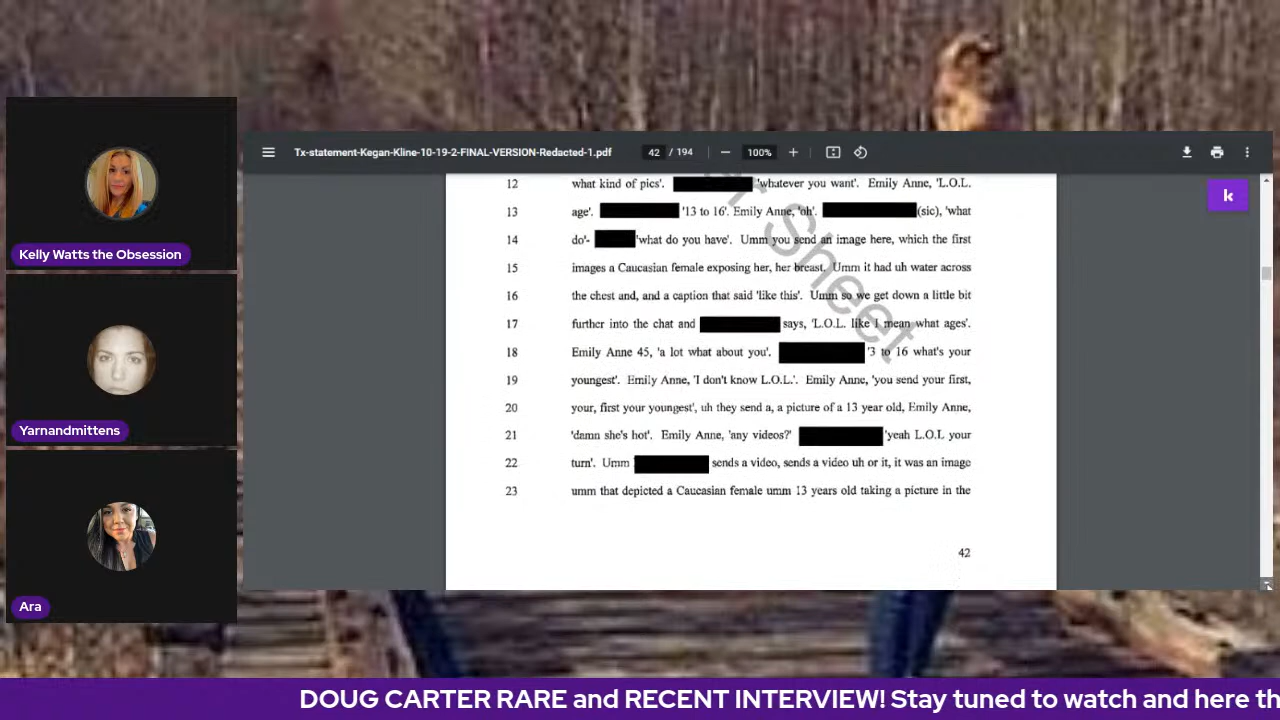 Kelly Watts the Obsession
Yarnandmittens
Ara
Tx-statement-Kegan-Kline-10-19-2-FINAL-VERSION-Redacted-1.pdf 42 / 194 100%
k
12 what kind of pics'. 'whatever you want'. Emily Anne, 'L.O.L.
13 age'. '13 to 16'. Emily Anne, 'oh'. (sic), 'what
14 do'- 'what do you have'. Umm you send an image here, which the first
15 images a Caucasian female exposing her, her breast. Umm it had uh water across
16 the chest and, and a caption that said 'like this'. Umm so we get down a little bit
17 further into the chat and says, 'L.O.L. like I mean what ages'.
18 Emily Anne 45, 'a lot what about you'. '3 to 16 what's your
19 youngest'. Emily Anne, 'I don't know L.O.L.'. Emily Anne, 'you send your first,
20 your, first your youngest', uh they send a, a picture of a 13 year old, Emily Anne,
21 'damn she's hot'. Emily Anne, 'any videos?' 'yeah L.O.L your
22 turn'. Umm sends a video, sends a video uh or it, it was an image
23 umm that depicted a Caucasian female umm 13 years old taking a picture in the
42
Sheet
DOUG CARTER RARE and RECENT INTERVIEW! Stay tuned to watch and here th